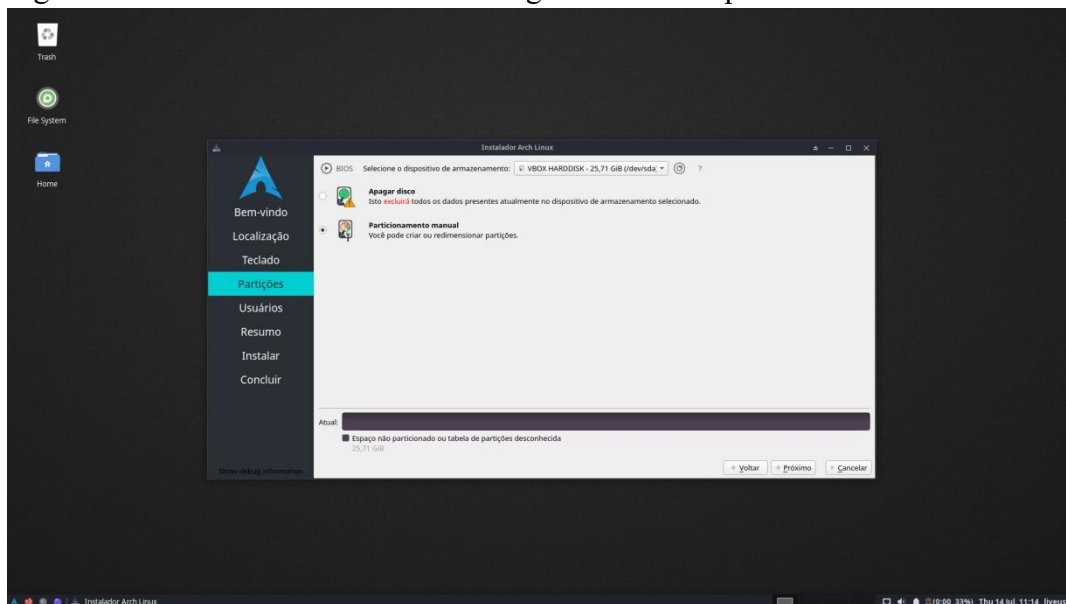 Trash
File System
Home
Instalador Arch Linux
BIOS Selecione o dispositivo de armazenamento: VBOX HARDDISK - 25,71 GiB (/dev/sda) ?
Apagar disco
Isto excluirá todos os dados presentes atualmente no dispositivo de armazenamento selecionado.
Particionamento manual
Você pode criar ou redimensionar partições.
Bem-vindo
Localização
Teclado
Partições
Usuários
Resumo
Instalar
Concluir
Show debug information
Atual:
Espaço não particionado ou tabela de partições desconhecida
25,71 GiB
Voltar Próximo Cancelar
Instalador Arch Linux
(0:00, 33%) Thu 14 Jul, 11:14 liveus